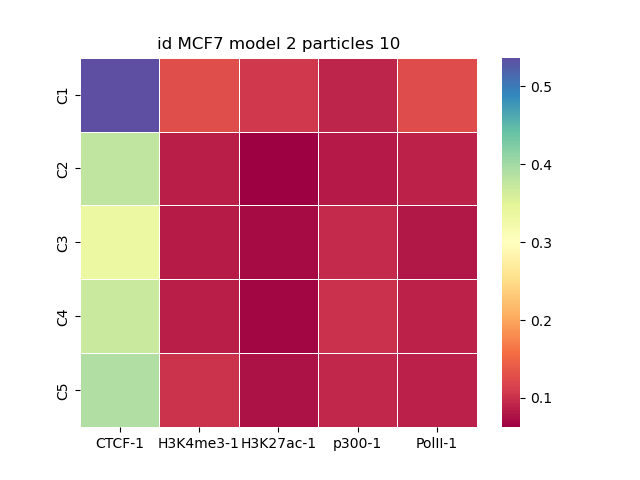 id MCF7 model 2 particles 10
C1
C2
C3
C4
C5
CTCF-1 H3K4me3-1 H3K27ac-1 p300-1 PolII-1
0.5
0.4
0.3
0.2
0.1